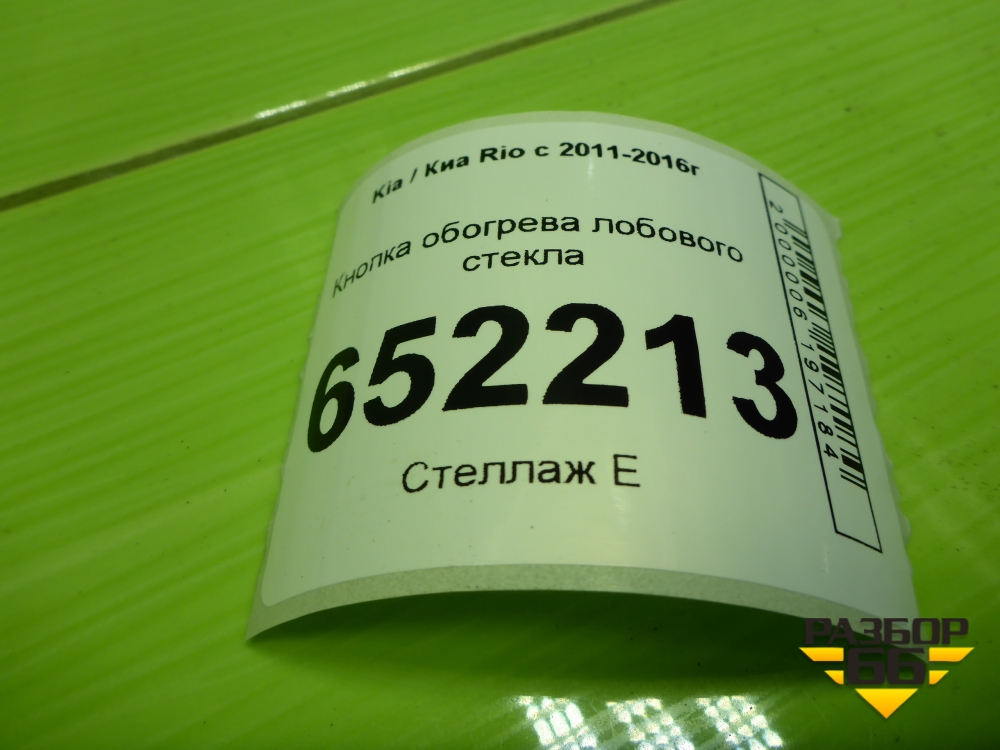 Kia / Киа Rio с 2011-2016г
Кнопка обогрева лобового
стекла
652213
Стеллаж Е
2000006197184
РАЗБОР
66